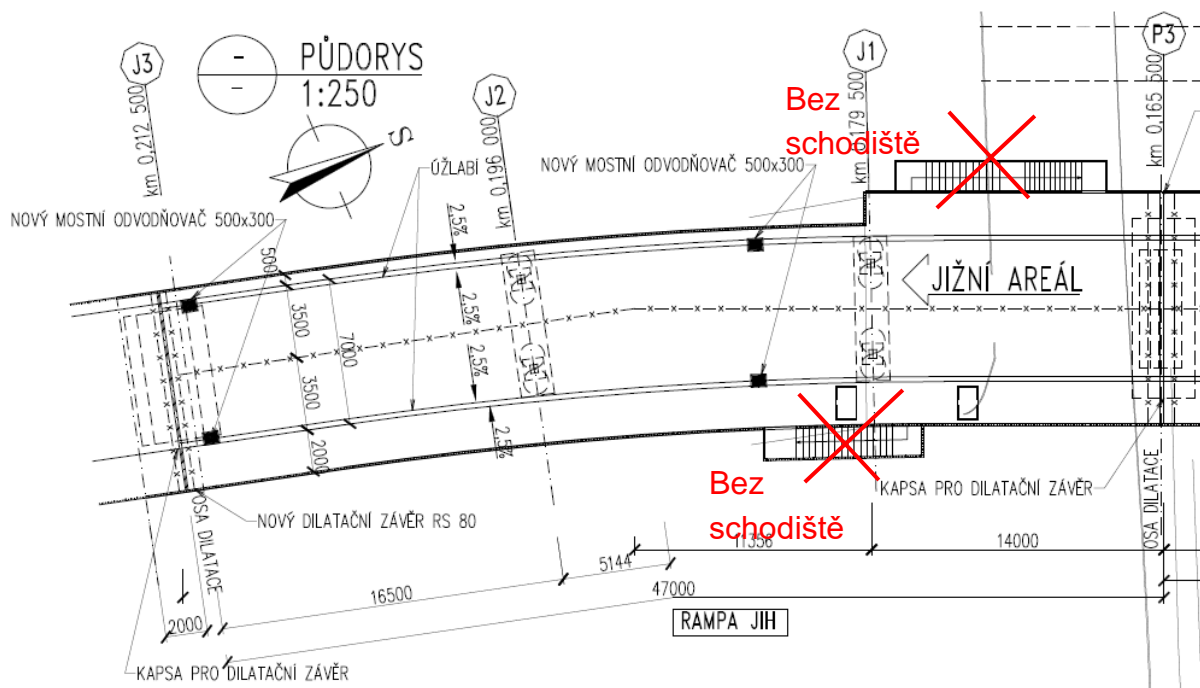 J3
km 0,212 500
-
-
PŮDORYS
1:250
S
J2
km 0,196 000
J1
km 0,179 500
P3
km 0,165 500
Bez
schodiště
NOVÝ MOSTNÍ ODVODŇOVAČ 500x300
ÚŽLABÍ
NOVÝ MOSTNÍ ODVODŇOVAČ 500x300
2.5%
2.5%
2.5%
2.5%
500
3500
7000
3500
2000
JIŽNÍ AREÁL
Bez
schodiště
KAPSA PRO DILATAČNÍ ZÁVĚR
NOVÝ DILATAČNÍ ZÁVĚR RS 80
OSA DILATACE
OSA DILATACE
11356
14000
5144
16500
47000
2000
RAMPA JIH
KAPSA PRO DILATAČNÍ ZÁVĚR